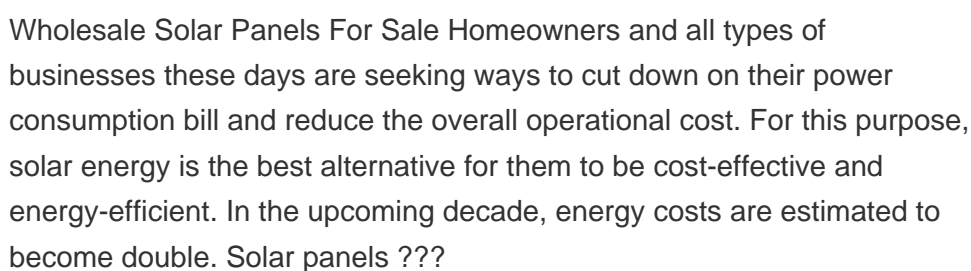 Wholesale Solar Panels For Sale Homeowners and all types of
businesses these days are seeking ways to cut down on their power
consumption bill and reduce the overall operational cost. For this purpose,
solar energy is the best alternative for them to be cost-effective and
energy-efficient. In the upcoming decade, energy costs are estimated to
become double. Solar panels ???